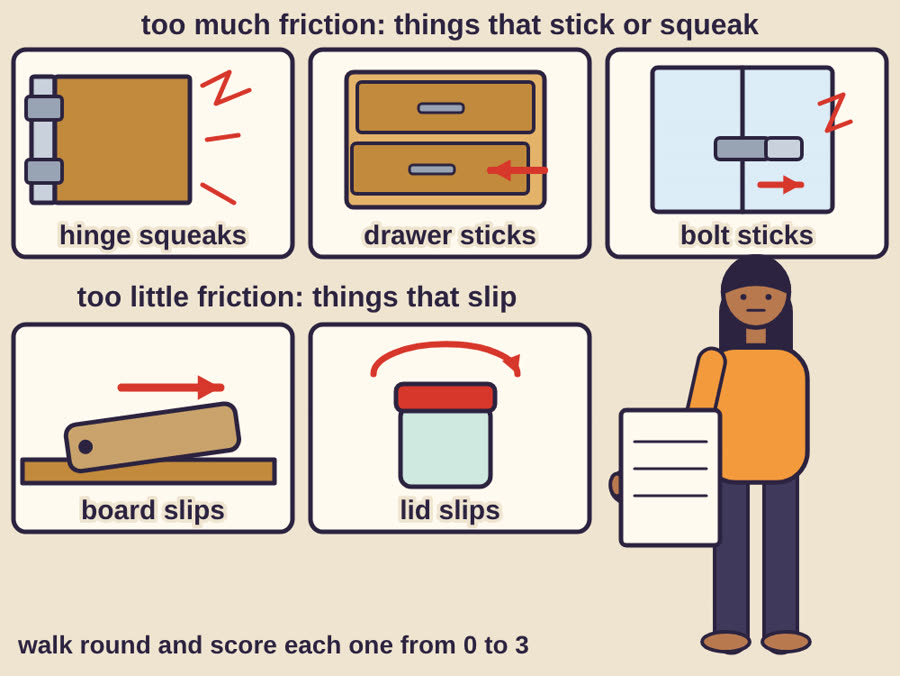 too much friction: things that stick or squeak
hinge squeaks
drawer sticks
bolt sticks
too little friction: things that slip
board slips
lid slips
walk round and score each one from 0 to 3